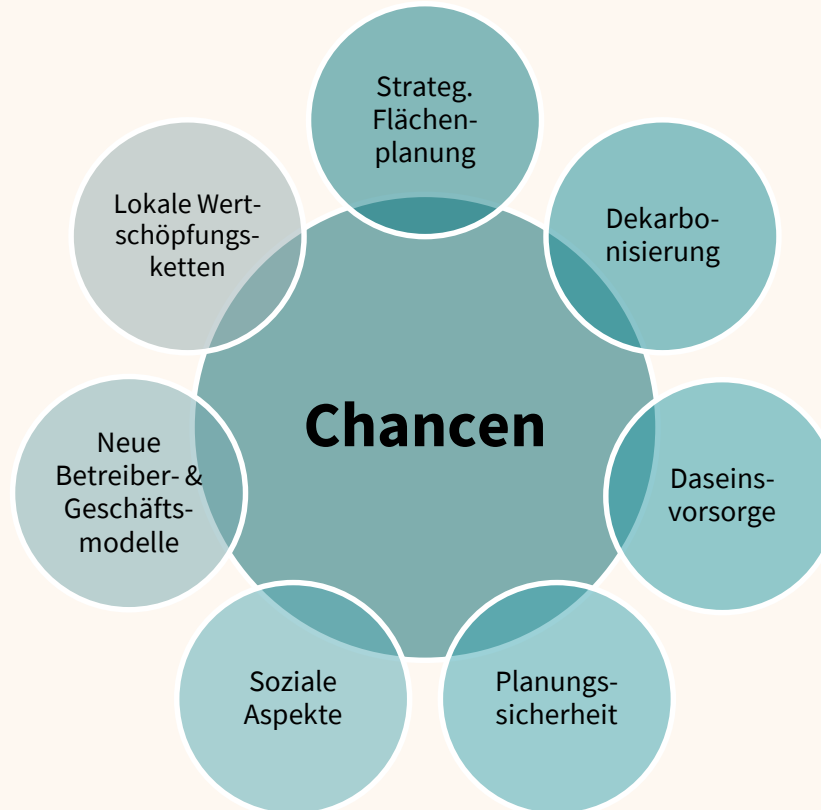 Strateg.
Flächen-
planung
Dekarbo-
nisierung
Daseins-
vorsorge
Planungs-
sicherheit
Soziale
Aspekte
Neue
Betreiber- &
Geschäfts-
modelle
Lokale Wert-
schöpfungs-
ketten
Chancen